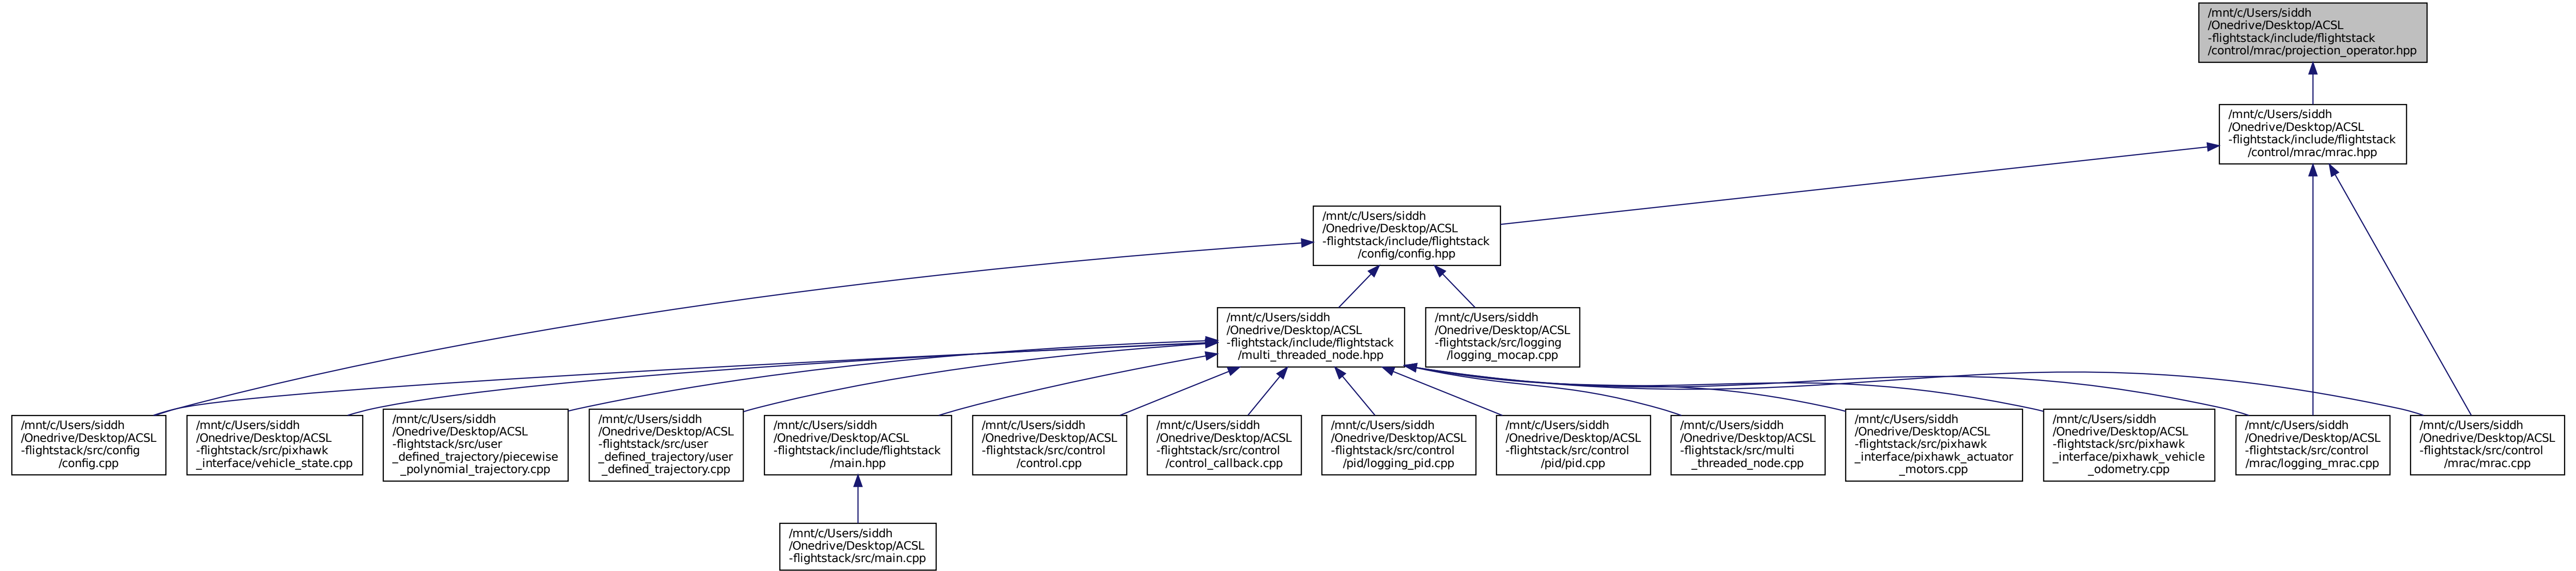 /mnt/c/Users/siddh
/Onedrive/Desktop/ACSL
-flightstack/include/flightstack
/control/mrac/projection_operator.hpp
/mnt/c/Users/siddh
/Onedrive/Desktop/ACSL
-flightstack/include/flightstack
/control/mrac/mrac.hpp
/mnt/c/Users/siddh
/Onedrive/Desktop/ACSL
-flightstack/include/flightstack
/config/config.hpp
/mnt/c/Users/siddh
/Onedrive/Desktop/ACSL
-flightstack/include/flightstack
/multi_threaded_node.hpp
/mnt/c/Users/siddh
/Onedrive/Desktop/ACSL
-flightstack/src/logging
/logging_mocap.cpp
/mnt/c/Users/siddh
/Onedrive/Desktop/ACSL
-flightstack/src/config
/config.cpp
/mnt/c/Users/siddh
/Onedrive/Desktop/ACSL
-flightstack/src/pixhawk
_interface/vehicle_state.cpp
/mnt/c/Users/siddh
/Onedrive/Desktop/ACSL
-flightstack/src/user
_defined_trajectory/piecewise
_polynomial_trajectory.cpp
/mnt/c/Users/siddh
/Onedrive/Desktop/ACSL
-flightstack/src/user
_defined_trajectory/user
_defined_trajectory.cpp
/mnt/c/Users/siddh
/Onedrive/Desktop/ACSL
-flightstack/include/flightstack
/main.hpp
/mnt/c/Users/siddh
/Onedrive/Desktop/ACSL
-flightstack/src/control
/control.cpp
/mnt/c/Users/siddh
/Onedrive/Desktop/ACSL
-flightstack/src/control
/control_callback.cpp
/mnt/c/Users/siddh
/Onedrive/Desktop/ACSL
-flightstack/src/control
/pid/logging_pid.cpp
/mnt/c/Users/siddh
/Onedrive/Desktop/ACSL
-flightstack/src/control
/pid/pid.cpp
/mnt/c/Users/siddh
/Onedrive/Desktop/ACSL
-flightstack/src/multi
_threaded_node.cpp
/mnt/c/Users/siddh
/Onedrive/Desktop/ACSL
-flightstack/src/pixhawk
_interface/pixhawk_actuator
_motors.cpp
/mnt/c/Users/siddh
/Onedrive/Desktop/ACSL
-flightstack/src/pixhawk
_interface/pixhawk_vehicle
_odometry.cpp
/mnt/c/Users/siddh
/Onedrive/Desktop/ACSL
-flightstack/src/control
/mrac/logging_mrac.cpp
/mnt/c/Users/siddh
/Onedrive/Desktop/ACSL
-flightstack/src/control
/mrac/mrac.cpp
/mnt/c/Users/siddh
/Onedrive/Desktop/ACSL
-flightstack/src/main.cpp